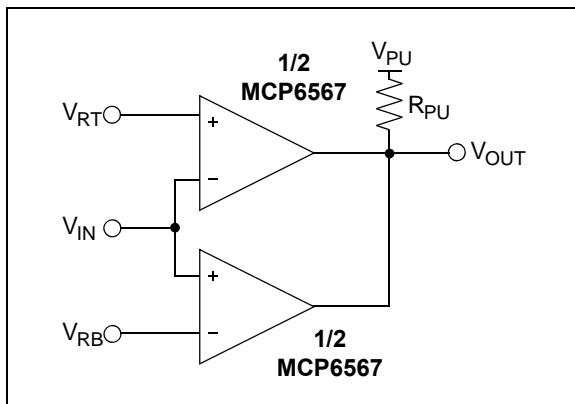 1/2
MCP6567
V_PU
R_PU
V_RT
+
−
V_OUT
V_IN
+
−
V_RB
1/2
MCP6567